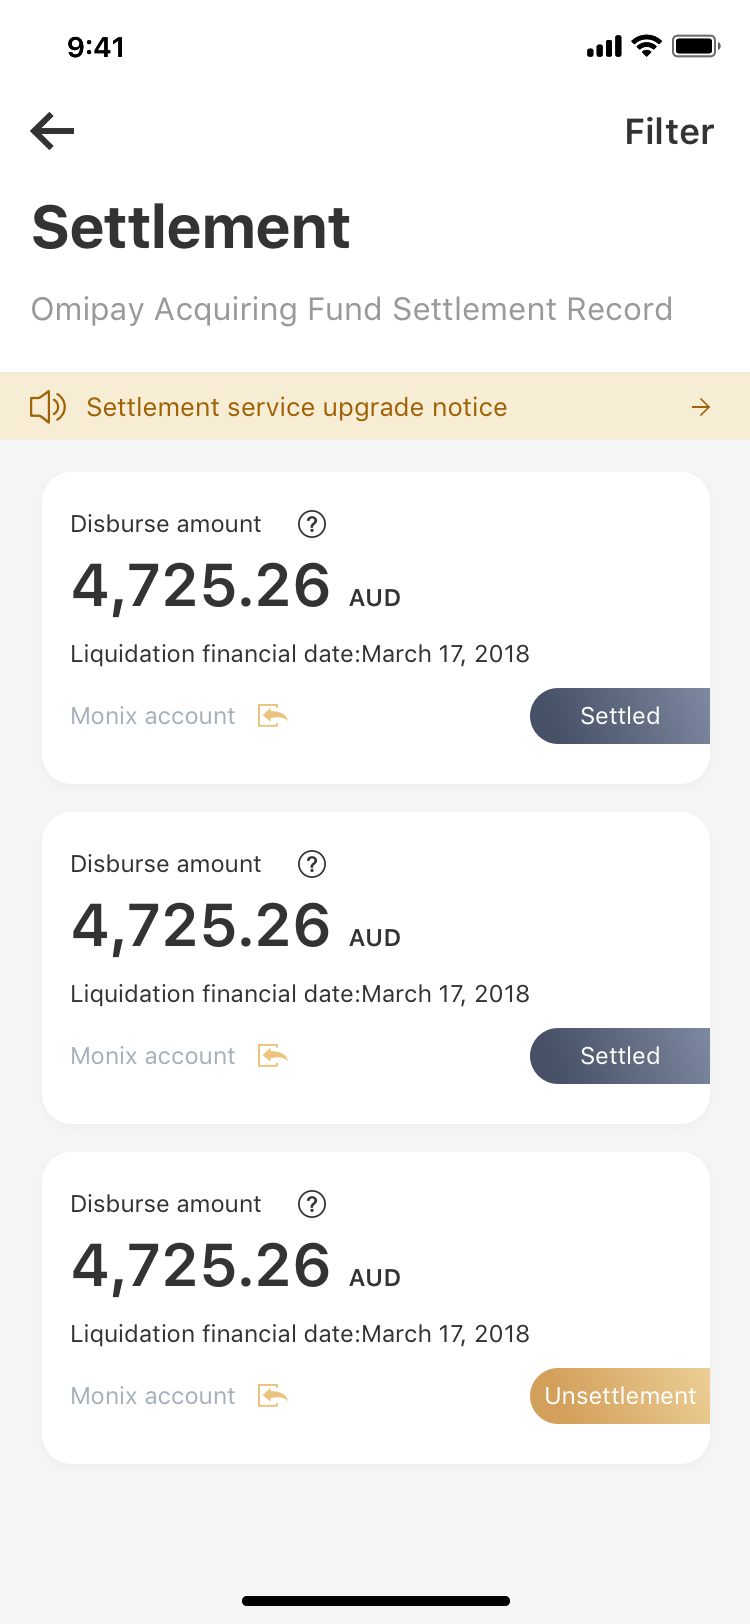 9:41
Filter
Settlement
Omipay Acquiring Fund Settlement Record
Settlement service upgrade notice
Disburse amount ?
4,725.26 AUD
Liquidation financial date:March 17, 2018
Monix account Settled
Disburse amount ?
4,725.26 AUD
Liquidation financial date:March 17, 2018
Monix account Settled
Disburse amount ?
4,725.26 AUD
Liquidation financial date:March 17, 2018
Monix account Unsettlement